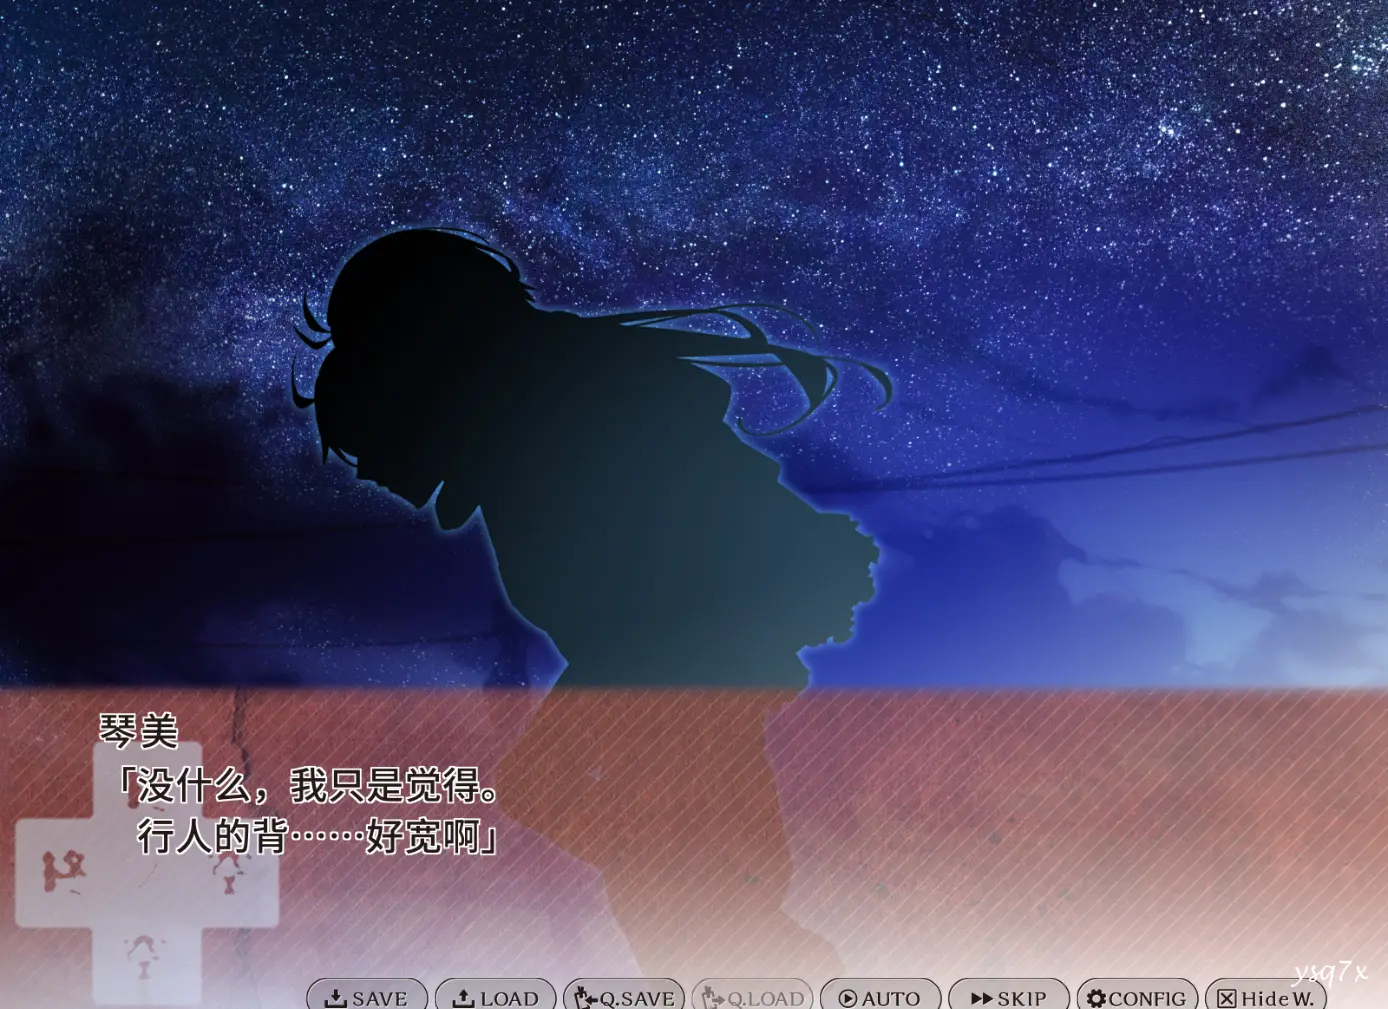 琴美
「没什么，我只是觉得。
行人的背……好宽啊」
SAVE
LOAD
Q.SAVE
Q.LOAD
AUTO
SKIP
CONFIG
Hide W.
ysq7x